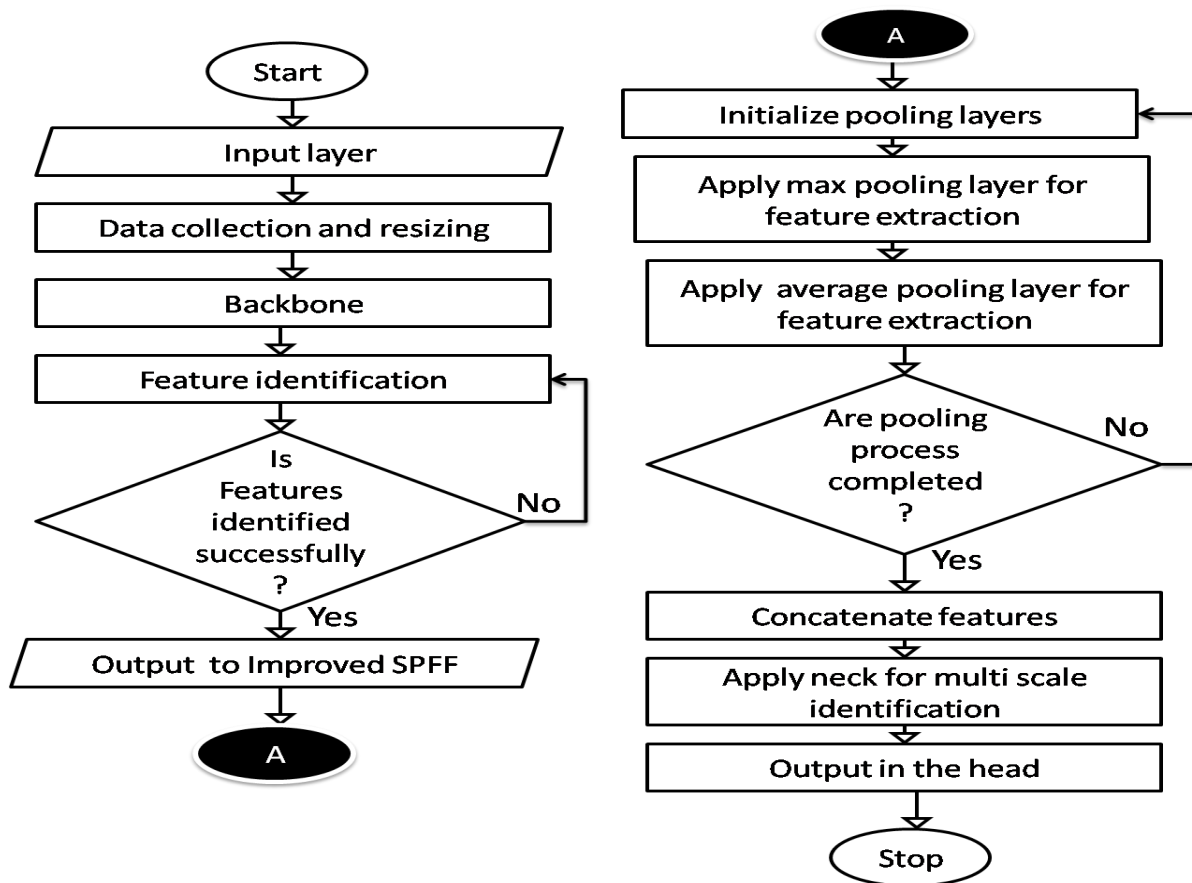 Start
Input layer
Data collection and resizing
Backbone
Feature identification
Is
Features
identified
successfully
?
No
Yes
Output to Improved SPFF
A
A
Initialize pooling layers
Apply max pooling layer for
feature extraction
Apply average pooling layer for
feature extraction
Are pooling
process
completed
?
No
Yes
Concatenate features
Apply neck for multi scale
identification
Output in the head
Stop